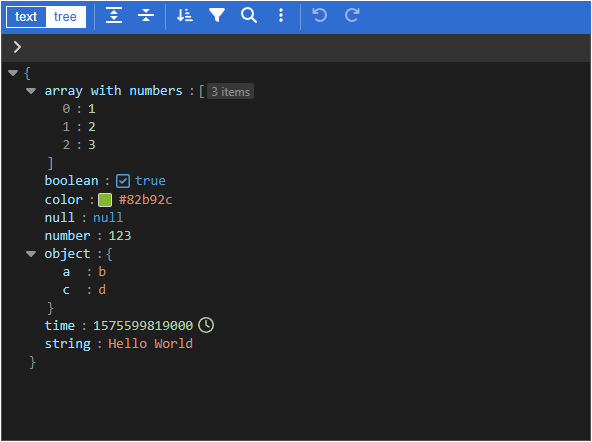 text tree
{
array with numbers : [ 3 items
0 : 1
1 : 2
2 : 3
]
boolean : true
color : #82b92c
null : null
number : 123
object : {
a : b
c : d
}
time : 1575599819000
string : Hello World
}